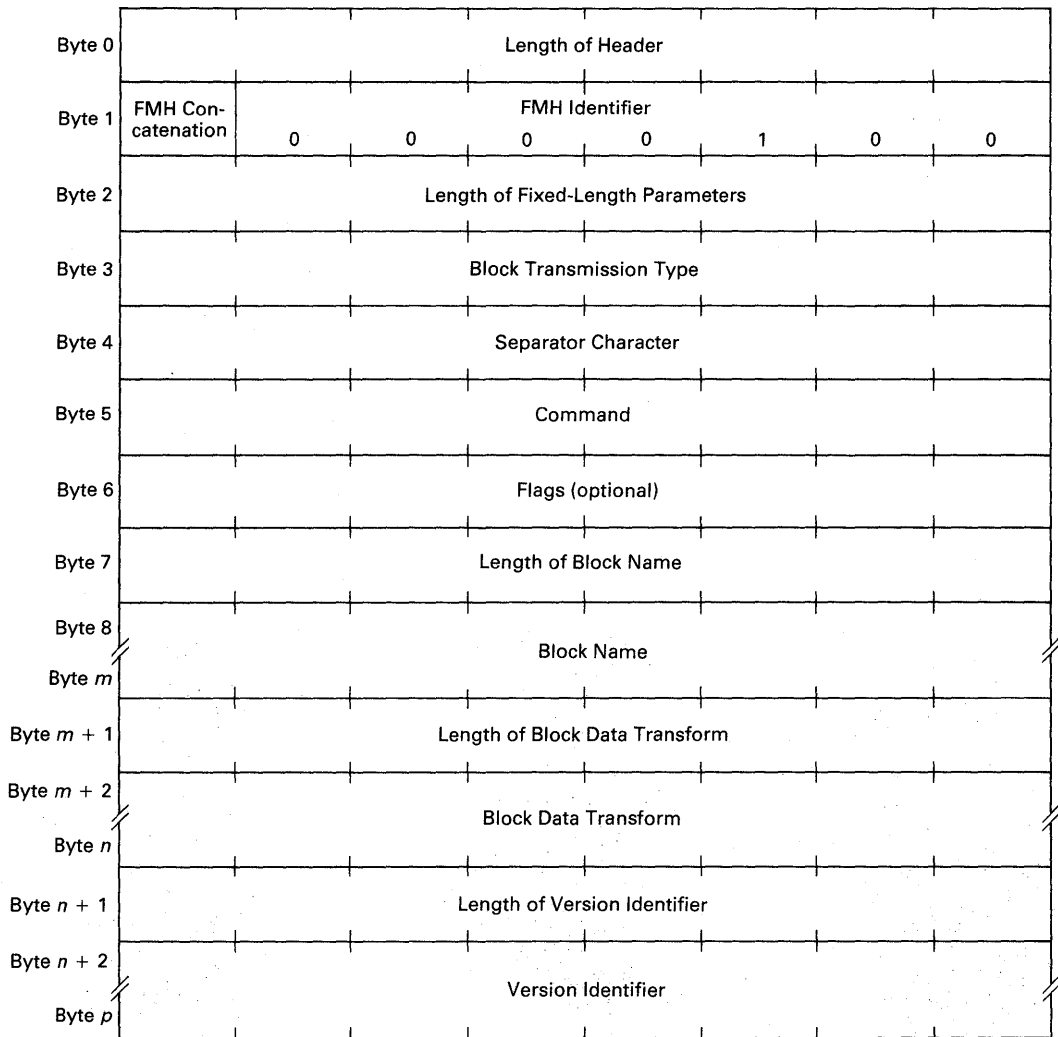 Byte 0 Length of Header
Byte 1 FMH Con-
catenation
FMH Identifier
0 0 0 0 1 0 0
Byte 2 Length of Fixed-Length Parameters
Byte 3 Block Transmission Type
Byte 4 Separator Character
Byte 5 Command
Byte 6 Flags (optional)
Byte 7 Length of Block Name
Byte 8
Block Name
Byte m
Byte m + 1 Length of Block Data Transform
Byte m + 2
Block Data Transform
Byte n
Byte n + 1 Length of Version Identifier
Byte n + 2
Version Identifier
Byte p